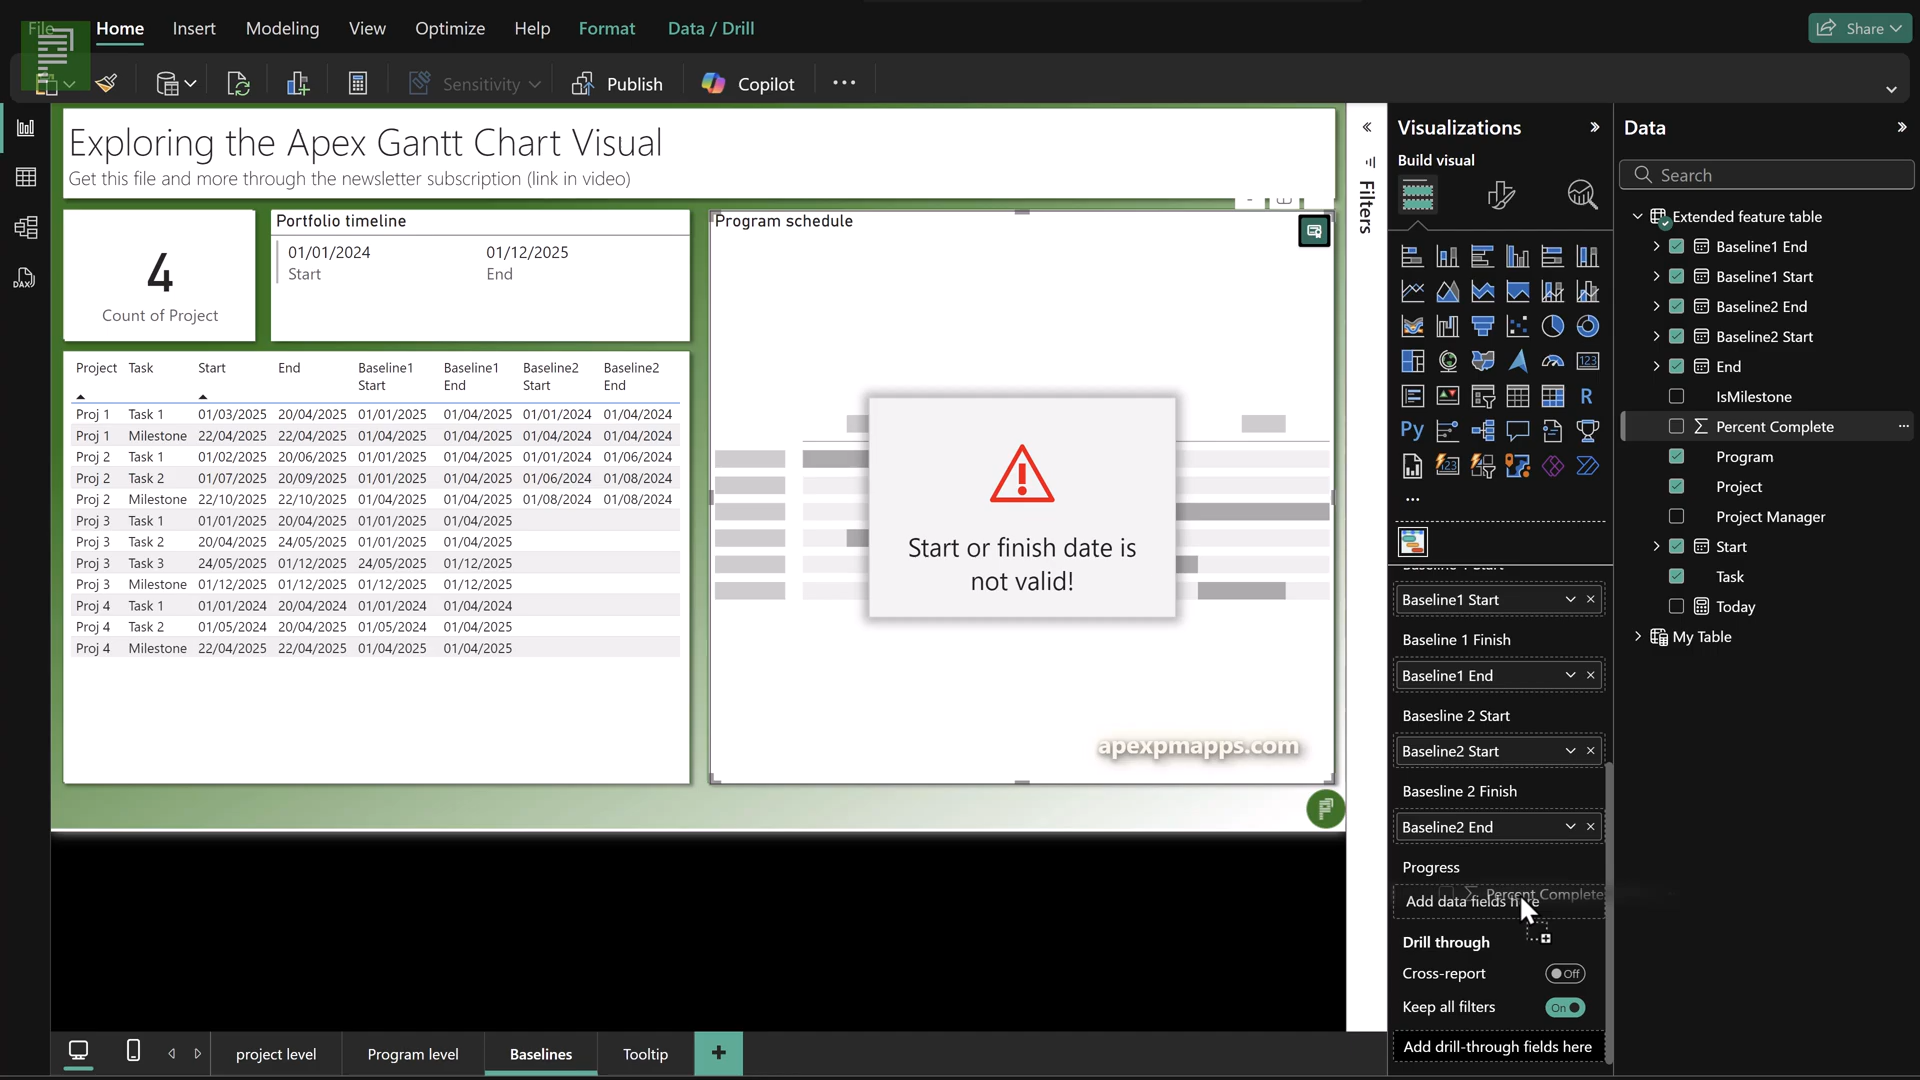 File
Home
Insert
Modeling
View
Optimize
Help
Format
Data / Drill
Share
Sensitivity
Publish
Copilot
Exploring the Apex Gantt Chart Visual
Get this file and more through the newsletter subscription (link in video)
4
Count of Project
Portfolio timeline
01/01/2024 01/12/2025
Start End
Project Task Start End Baseline1 Start Baseline1 End Baseline2 Start Baseline2 End
Proj 1 Task 1 01/03/2025 20/04/2025 01/01/2025 01/04/2025 01/01/2024 01/04/2024
Proj 1 Milestone 22/04/2025 22/04/2025 01/04/2025 01/04/2025 01/04/2024 01/04/2024
Proj 2 Task 1 01/02/2025 20/06/2025 01/01/2025 01/04/2025 01/01/2024 01/06/2024
Proj 2 Task 2 01/07/2025 20/09/2025 01/01/2025 01/04/2025 01/06/2024 01/08/2024
Proj 2 Milestone 22/10/2025 22/10/2025 01/04/2025 01/04/2025 01/08/2024 01/08/2024
Proj 3 Task 1 01/01/2025 20/04/2025 01/01/2025 01/04/2025
Proj 3 Task 2 20/04/2025 24/05/2025 01/01/2025 01/04/2025
Proj 3 Task 3 24/05/2025 01/12/2025 24/05/2025 01/12/2025
Proj 3 Milestone 01/12/2025 01/12/2025 01/12/2025 01/12/2025
Proj 4 Task 1 01/01/2024 20/04/2024 01/01/2024 01/04/2024
Proj 4 Task 2 01/05/2024 20/04/2025 01/05/2024 01/04/2025
Proj 4 Milestone 22/04/2025 22/04/2025 01/04/2025 01/04/2025
Program schedule
Start or finish date is
not valid!
apexpmapps.com
Filters
Visualizations
Build visual
123
R
Py
Baseline1 Start
Baseline 1 Finish
Baseline1 End
Basesline 2 Start
Baseline2 Start
Basesline 2 Finish
Baseline2 End
Progress
Percent Complete
Add data fields here
Drill through
Cross-report Off
Keep all filters On
Add drill-through fields here
Data
Search
Extended feature table
Baseline1 End
Baseline1 Start
Baseline2 End
Baseline2 Start
End
IsMilestone
Percent Complete
Program
Project
Project Manager
Start
Task
Today
My Table
DAX
project level
Program level
Baselines
Tooltip